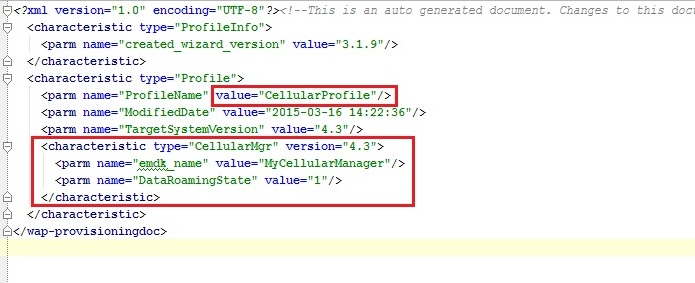 <?xml version="1.0" encoding="UTF-8"?><!--This is an auto generated document. Changes to this docu
<characteristic type="ProfileInfo">
<parm name="created_wizard_version" value="3.1.9"/>
</characteristic>
<characteristic type="Profile">
<parm name="ProfileName" value="CellularProfile"/>
<parm name="ModifiedDate" value="2015-03-16 14:22:36"/>
<parm name="TargetSystemVersion" value="4.3"/>
<characteristic type="CellularMgr" version="4.3">
<parm name="emdk_name" value="MyCellularManager"/>
<parm name="DataRoamingState" value="1"/>
</characteristic>
</characteristic>
</wap-provisioningdoc>